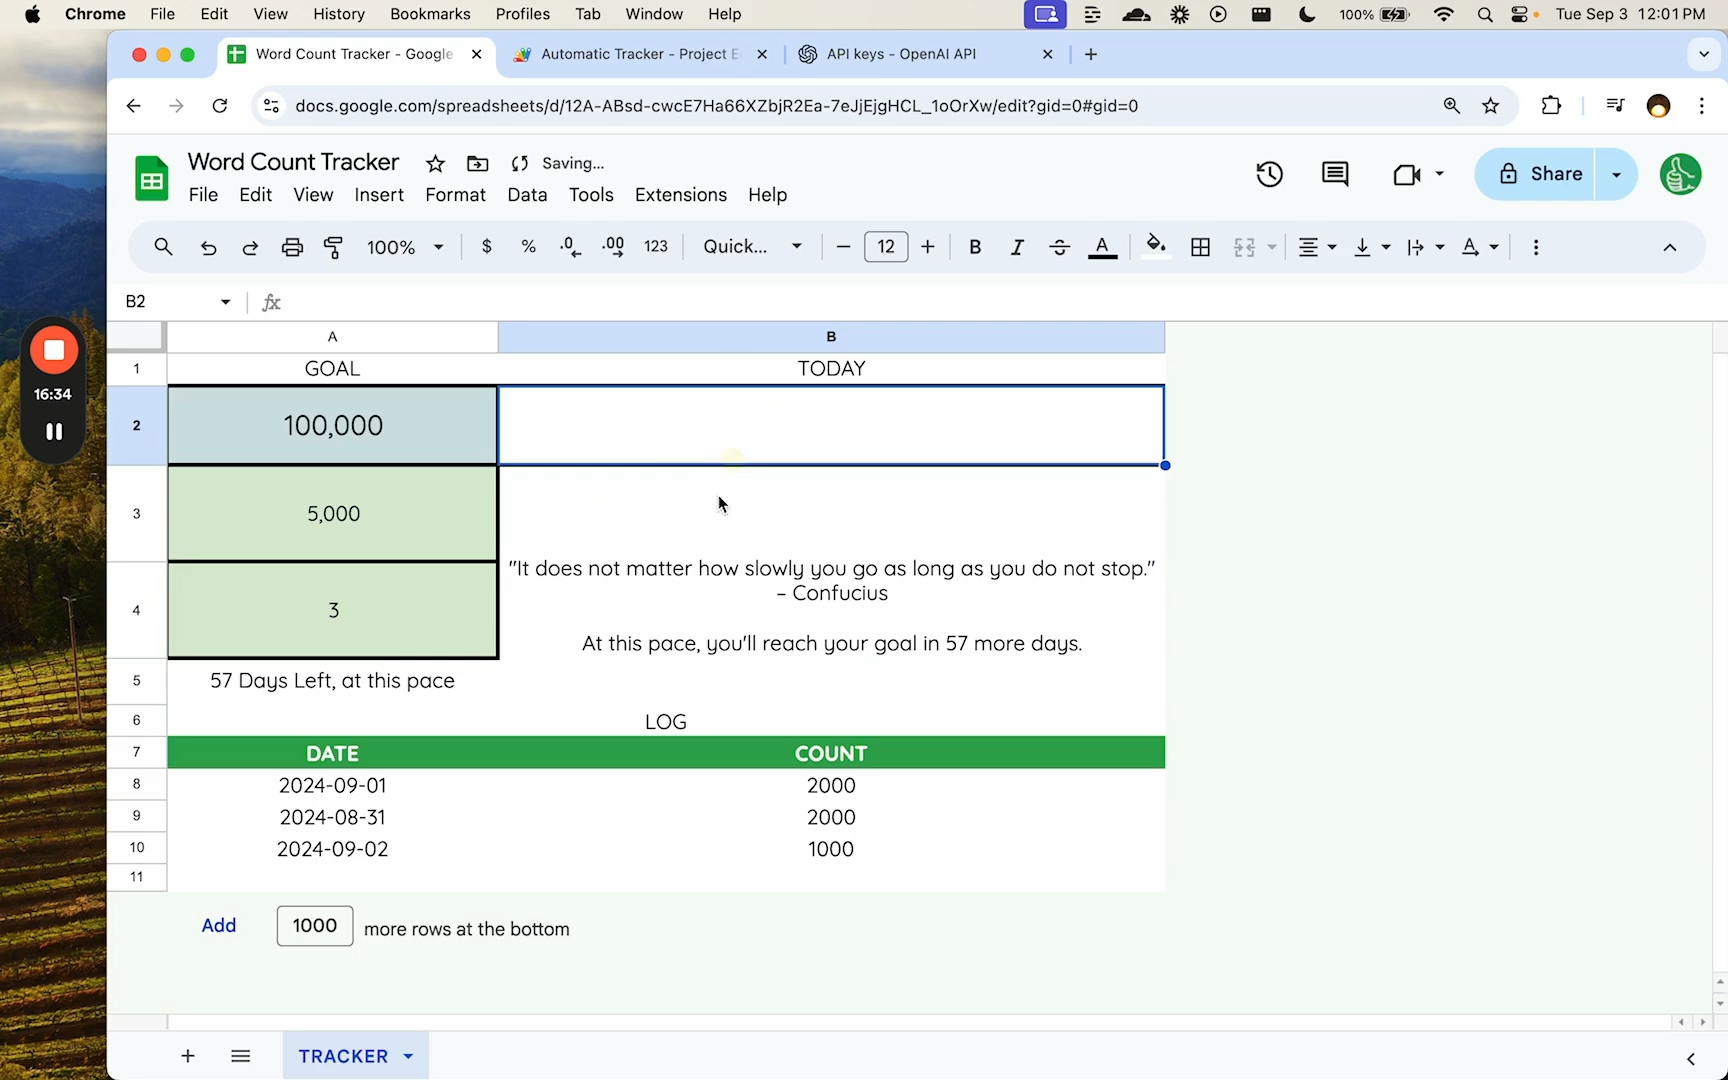 Chrome File Edit View History Bookmarks Profiles Tab Window Help 100% Tue Sep 3 12:01 PM
Word Count Tracker - Google Automatic Tracker - Project E API keys - OpenAI API
docs.google.com/spreadsheets/d/12A-ABsd-cwcE7Ha66XZbjR2Ea-7eJjEjgHCL_1oOrXw/edit?gid=0#gid=0
Word Count Tracker Saving...
Share
File Edit View Insert Format Data Tools Extensions Help
100% $ % .0 .00 123 Quick... 12 B I A A
B2 fx
A B
1 GOAL TODAY
2 100,000
16:34
3 5,000
"It does not matter how slowly you go as long as you do not stop."
– Confucius
4 3
At this pace, you'll reach your goal in 57 more days.
5 57 Days Left, at this pace
6 LOG
7 DATE COUNT
8 2024-09-01 2000
9 2024-08-31 2000
10 2024-09-02 1000
11
Add 1000 more rows at the bottom
TRACKER